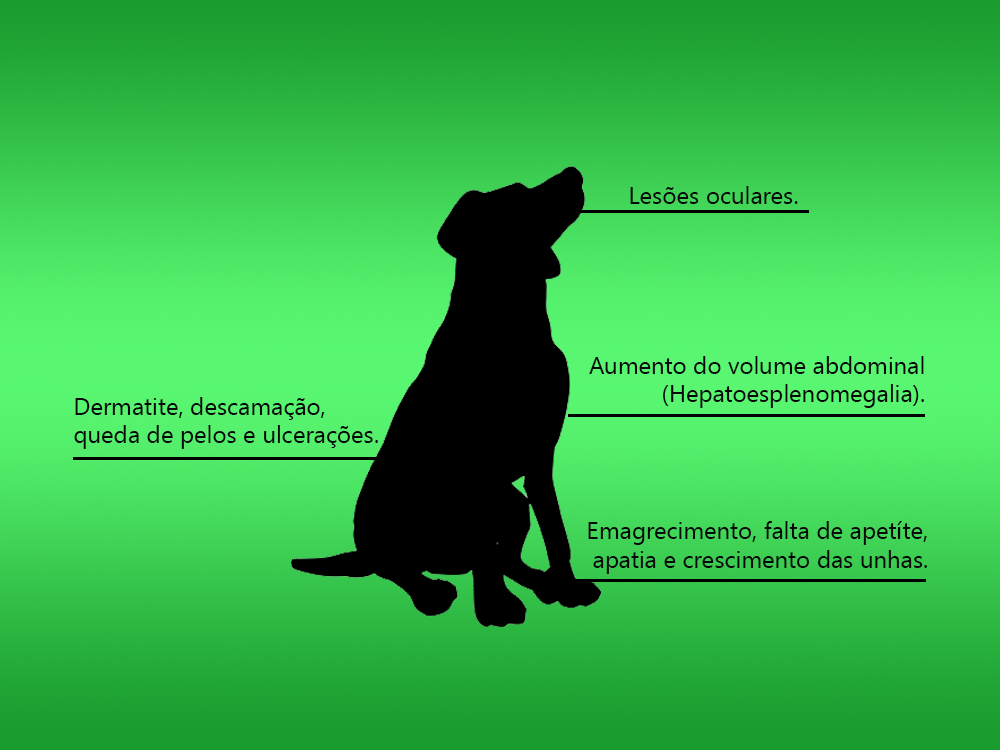 Lesões oculares.
Aumento do volume abdominal
(Hepatoesplenomegalia).
Dermatite, descamação,
queda de pelos e ulcerações.
Emagrecimento, falta de apetíte,
apatia e crescimento das unhas.